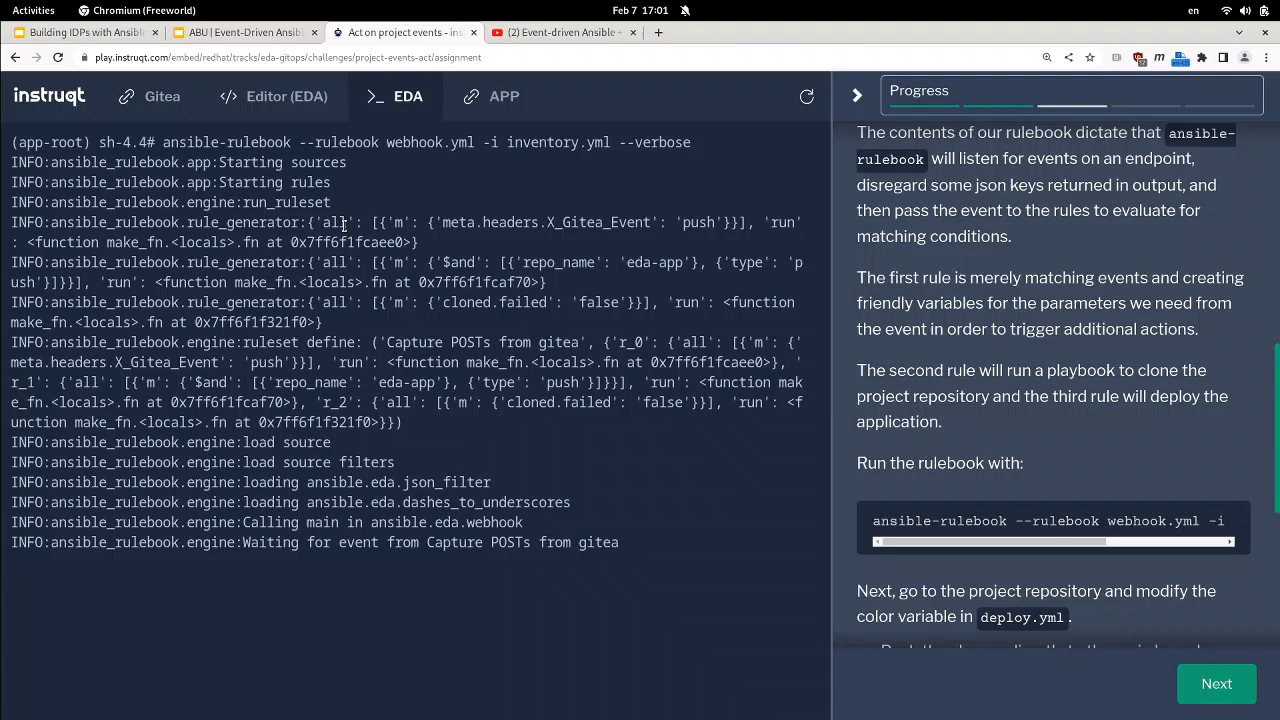 Activities
Chromium (Freeworld)
Feb 7 17:01
en
Building IDPs with Ansible
ABU | Event-Driven Ansibl
Act on project events - ins
(2) Event-driven Ansible
play.instruqt.com/embed/redhat/tracks/eda-gitops/challenges/project-events-act/assignment
instruqt
Gitea
Editor (EDA)
EDA
APP
(app-root) sh-4.4# ansible-rulebook --rulebook webhook.yml -i inventory.yml --verbose
INFO:ansible_rulebook.app:Starting sources
INFO:ansible_rulebook.app:Starting rules
INFO:ansible_rulebook.engine:run_ruleset
INFO:ansible_rulebook.rule_generator:{'all': [{'m': {'meta.headers.X_Gitea_Event': 'push'}}], 'run'
: <function make_fn.<locals>.fn at 0x7ff6f1fcaee0>}
INFO:ansible_rulebook.rule_generator:{'all': [{'m': {'$and': [{'repo_name': 'eda-app'}, {'type': 'p
ush'}]}}], 'run': <function make_fn.<locals>.fn at 0x7ff6f1fcaf70>}
INFO:ansible_rulebook.rule_generator:{'all': [{'m': {'cloned.failed': 'false'}}], 'run': <function
make_fn.<locals>.fn at 0x7ff6f1f321f0>}
INFO:ansible_rulebook.engine:ruleset define: ('Capture POSTs from gitea', {'r_0': {'all': [{'m': {'
meta.headers.X_Gitea_Event': 'push'}}], 'run': <function make_fn.<locals>.fn at 0x7ff6f1fcaee0>}, '
r_1': {'all': [{'m': {'$and': [{'repo_name': 'eda-app'}, {'type': 'push'}]}}], 'run': <function mak
e_fn.<locals>.fn at 0x7ff6f1fcaf70>}, 'r_2': {'all': [{'m': {'cloned.failed': 'false'}}], 'run': <f
unction make_fn.<locals>.fn at 0x7ff6f1f321f0>}})
INFO:ansible_rulebook.engine:load source
INFO:ansible_rulebook.engine:load source filters
INFO:ansible_rulebook.engine:loading ansible.eda.json_filter
INFO:ansible_rulebook.engine:loading ansible.eda.dashes_to_underscores
INFO:ansible_rulebook.engine:Calling main in ansible.eda.webhook
INFO:ansible_rulebook.engine:Waiting for event from Capture POSTs from gitea
Progress
The contents of our rulebook dictate that ansible-
rulebook will listen for events on an endpoint,
disregard some json keys returned in output, and
then pass the event to the rules to evaluate for
matching conditions.
The first rule is merely matching events and creating
friendly variables for the parameters we need from
the event in order to trigger additional actions.
The second rule will run a playbook to clone the
project repository and the third rule will deploy the
application.
Run the rulebook with:
ansible-rulebook --rulebook webhook.yml -i
Next, go to the project repository and modify the
color variable in deploy.yml.
Next